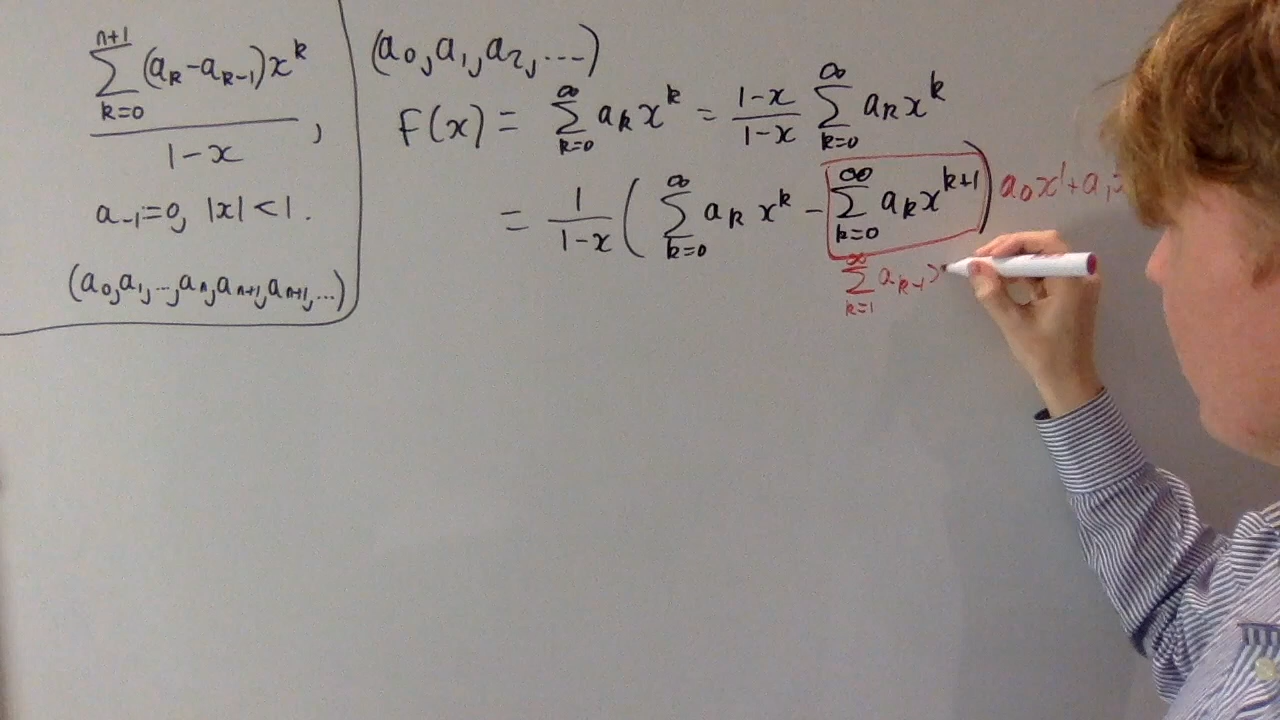 n+1
∑ (a_k - a_{k-1})x^k
k=0
1-x ,
a_{-1}=0, |x|<1.
(a_0, a_1, ..., a_n, a_{n+1}, a_{n+1}, ...)
(a_0, a_1, a_2, ....)
F(x) = ∑_{k=0}^{∞} a_k x^k = \frac{1-x}{1-x} ∑_{k=0}^{∞} a_k x^k
= \frac{1}{1-x} ( ∑_{k=0}^{∞} a_k x^k - ∑_{k=0}^{∞} a_k x^{k+1} ) a_0 x^1 + a_1
∑_{k=1}^{∞} a_{k-1}